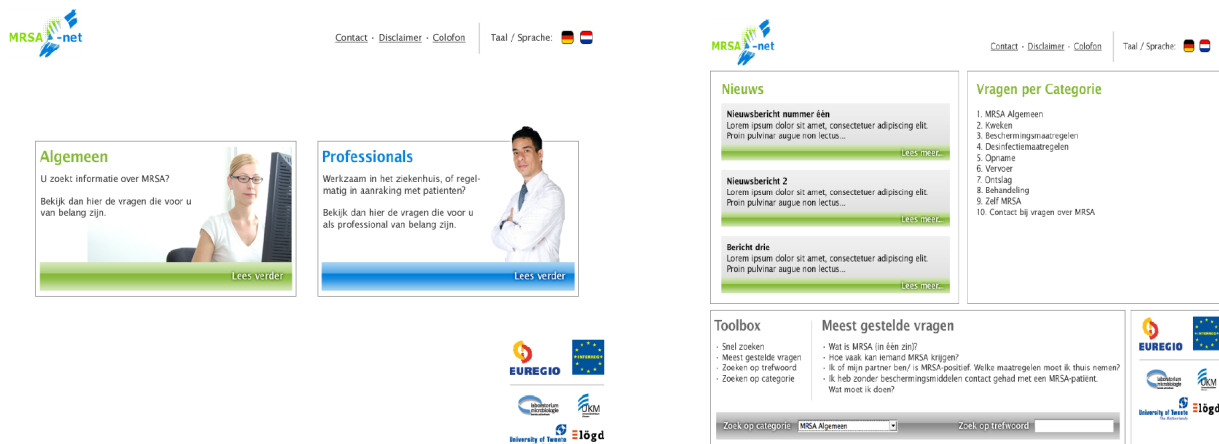 MRSA -net
Contact · Disclaimer · Colofon
Taal / Sprache:
Algemeen
U zoekt informatie over MRSA?
Bekijk dan hier de vragen die voor u
van belang zijn.
Lees verder
Professionals
Werkzaam in het ziekenhuis, of regel-
matig in aanraking met patienten?
Bekijk dan hier de vragen die voor u
als professional van belang zijn.
Lees verder
EUREGIO
INTERREG
laboratorium
microbiologie
UKM
University of Twente
lögd
MRSA -net
Contact · Disclaimer · Colofon
Taal / Sprache:
Nieuws
Nieuwsbericht nummer één
Lorem ipsum dolor sit amet, consectetuer adipiscing elit.
Proin pulvinar augue non lectus...
Lees meer...
Nieuwsbericht 2
Lorem ipsum dolor sit amet, consectetuer adipiscing elit.
Proin pulvinar augue non lectus...
Lees meer...
Bericht drie
Lorem ipsum dolor sit amet, consectetuer adipiscing elit.
Proin pulvinar augue non lectus...
Lees meer...
Vragen per Categorie
1. MRSA Algemeen
2. Kweken
3. Beschermingsmaatregelen
4. Desinfectiemaatregelen
5. Opname
6. Vervoer
7. Ontslag
8. Behandeling
9. Zelf MRSA
10. Contact bij vragen over MRSA
Toolbox
· Snel zoeken
· Meest gestelde vragen
· Zoeken op trefwoord
· Zoeken op categorie
Meest gestelde vragen
· Wat is MRSA (in één zin)?
· Hoe vaak kan iemand MRSA krijgen?
· Ik of mijn partner ben/ is MRSA-positief. Welke maatregelen moet ik thuis nemen?
· Ik heb zonder beschermingsmiddelen contact gehad met een MRSA-patiënt.
Wat moet ik doen?
Zoek op categorie MRSA Algemeen
Zoek op trefwoord
EUREGIO
INTERREG
laboratorium
microbiologie
UKM
University of Twente
The Netherlands
lögd